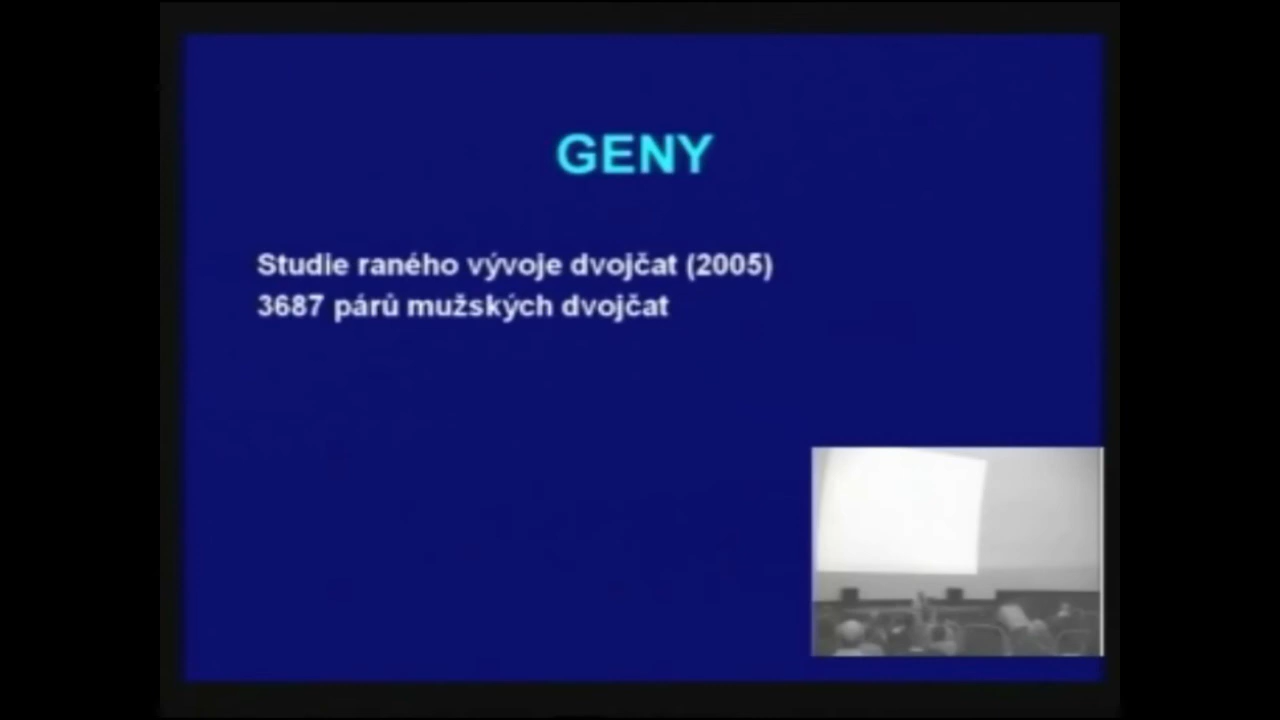 GENY
Studie raného vývoje dvojčat (2005)
3687 párů mužských dvojčat